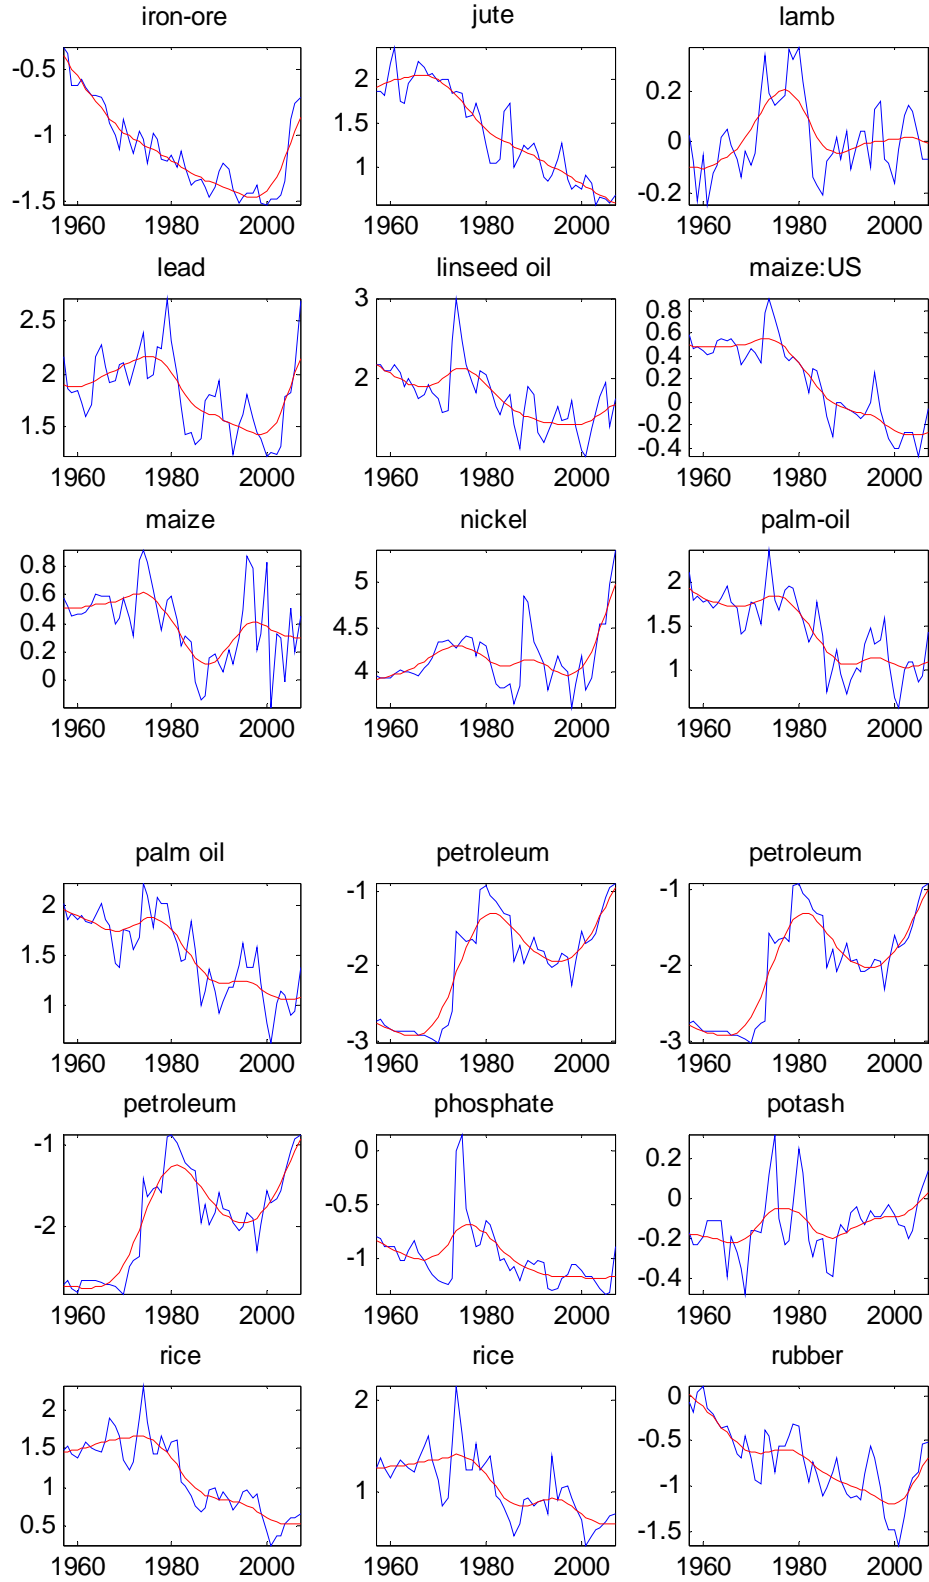 iron-ore jute lamb
-0.5 2 0.2
-1 1.5 0
-1.5 1 -0.2
1960 1980 2000 1960 1980 2000 1960 1980 2000
lead linseed oil maize:US
2.5 3 0.8
2 2 0.6
1.5 0.4
0.2
0
-0.2
-0.4
1960 1980 2000 1960 1980 2000 1960 1980 2000
maize nickel palm-oil
0.8 5 2
0.6 4.5 1.5
0.4 4 1
0.2
0
1960 1980 2000 1960 1980 2000 1960 1980 2000
palm oil petroleum petroleum
2 -1 -1
1.5 -2 -2
1 -3 -3
1960 1980 2000 1960 1980 2000 1960 1980 2000
petroleum phosphate potash
-1 0 0.2
-2 -0.5 0
-1 -0.2
-0.4
1960 1980 2000 1960 1980 2000 1960 1980 2000
rice rice rubber
2 2 0
1.5 1 -0.5
1 -1
0.5 -1.5
1960 1980 2000 1960 1980 2000 1960 1980 2000